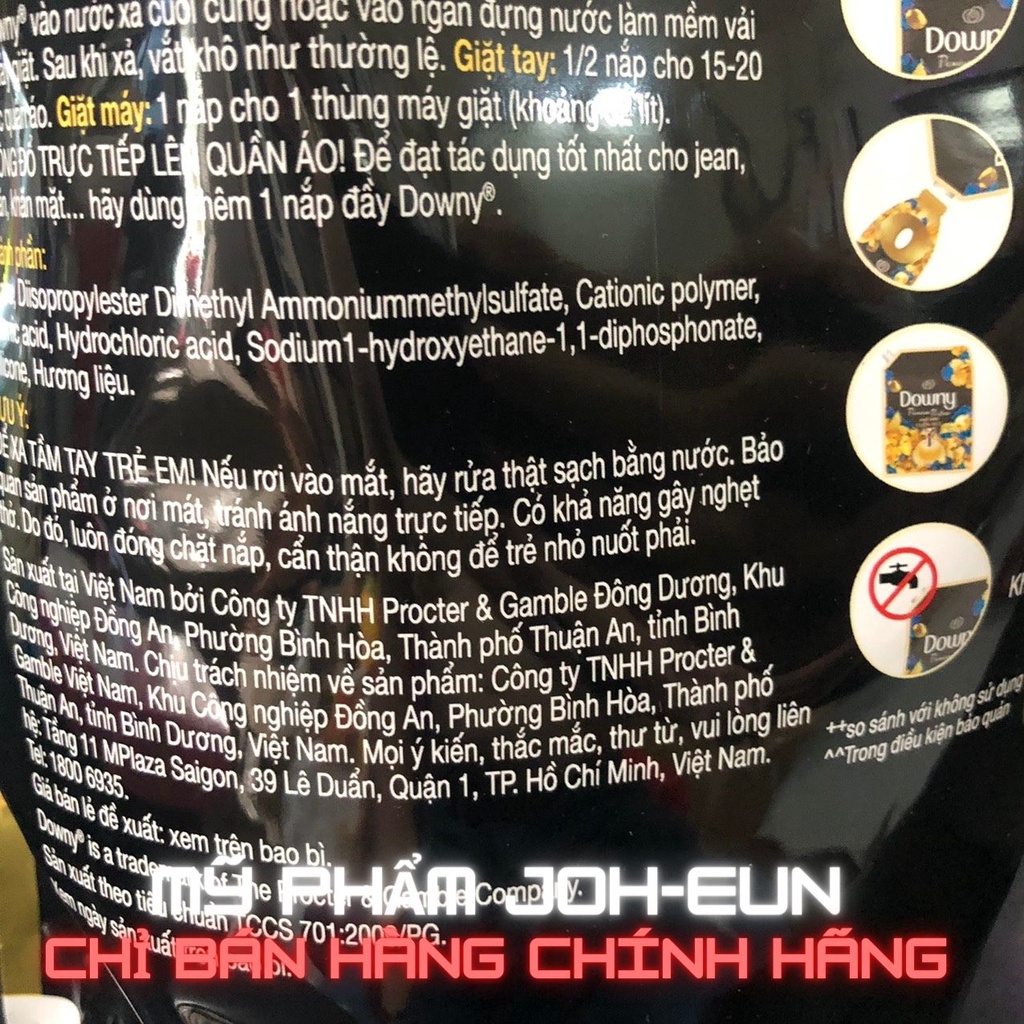 vào nước xả cuối cùng hoặc vào ngăn đựng nước làm mềm vải
giặt. Sau khi xả, vắt khô như thường lệ. Giặt tay: 1/2 nắp cho 15-20
áo. Giặt máy: 1 nắp cho 1 thùng máy giặt (khoảng lít).
TRỰC TIẾP LÊN QUẦN ÁO! Để đạt tác dụng tốt nhất cho jean,
khăn mặt... hãy dùng thêm 1 nắp đầy Downy®.
phần:
Diisopropylester Dimethyl Ammoniummethylsulfate, Cationic polymer,
acid, Hydrochloric acid, Sodium1-hydroxyethane-1,1-diphosphonate,
Hương liệu.
Ý:
ĐỂ XA TẦM TAY TRẺ EM! Nếu rơi vào mắt, hãy rửa thật sạch bằng nước. Bảo
quản sản phẩm ở nơi mát, tránh ánh nắng trực tiếp. Có khả năng gây nghẹt
thở. Do đó, luôn đóng chặt nắp, cẩn thận không để trẻ nhỏ nuốt phải.
Sản xuất tại Việt Nam bởi Công ty TNHH Procter & Gamble Đông Dương, Khu
Công nghiệp Đồng An, Phường Bình Hòa, Thành phố Thuận An, tỉnh Bình
Dương, Việt Nam. Chịu trách nhiệm về sản phẩm: Công ty TNHH Procter &
Gamble Việt Nam, Khu Công nghiệp Đồng An, Phường Bình Hòa, Thành phố
Thuận An, tỉnh Bình Dương, Việt Nam. Mọi ý kiến, thắc mắc, thư từ, vui lòng liên
hệ: Tầng 11 MPlaza Saigon, 39 Lê Duẩn, Quận 1, TP. Hồ Chí Minh, Việt Nam.
Tel: 1800 6935.
Giá bán lẻ đề xuất: xem trên bao bì.
Downy® is a trademark of The Procter & Gamble Company.
Sản xuất theo tiêu chuẩn TCCS 701:2008/PG.
Xem ngày sản xuất trên bao bì.
Downy
Downy
Downy
++so sánh với không sử dụng
^^Trong điều kiện bảo quản
MỸ PHẨM JOH-EUN
CHỈ BÁN HÀNG CHÍNH HÃNG